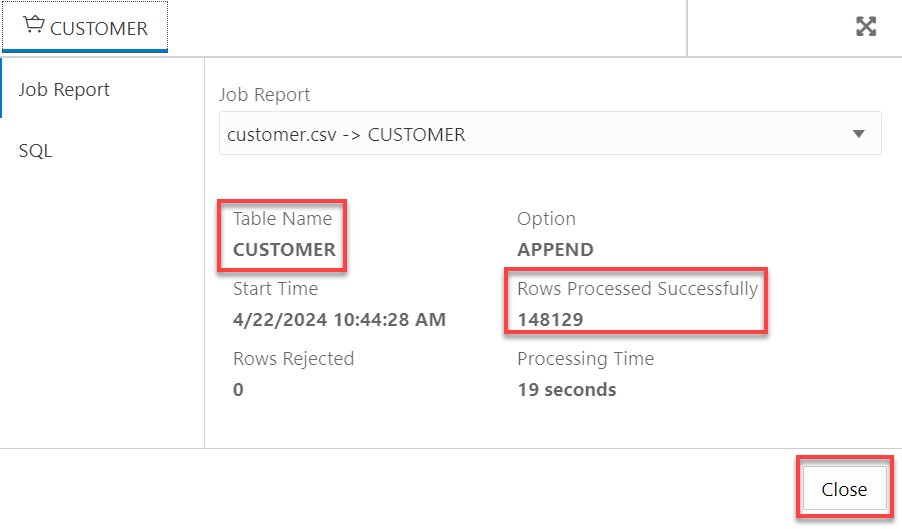 CUSTOMER
Job Report
SQL
Job Report
customer.csv -> CUSTOMER
Table Name
CUSTOMER
Option
APPEND
Start Time
4/22/2024 10:44:28 AM
Rows Processed Successfully
148129
Rows Rejected
0
Processing Time
19 seconds
Close